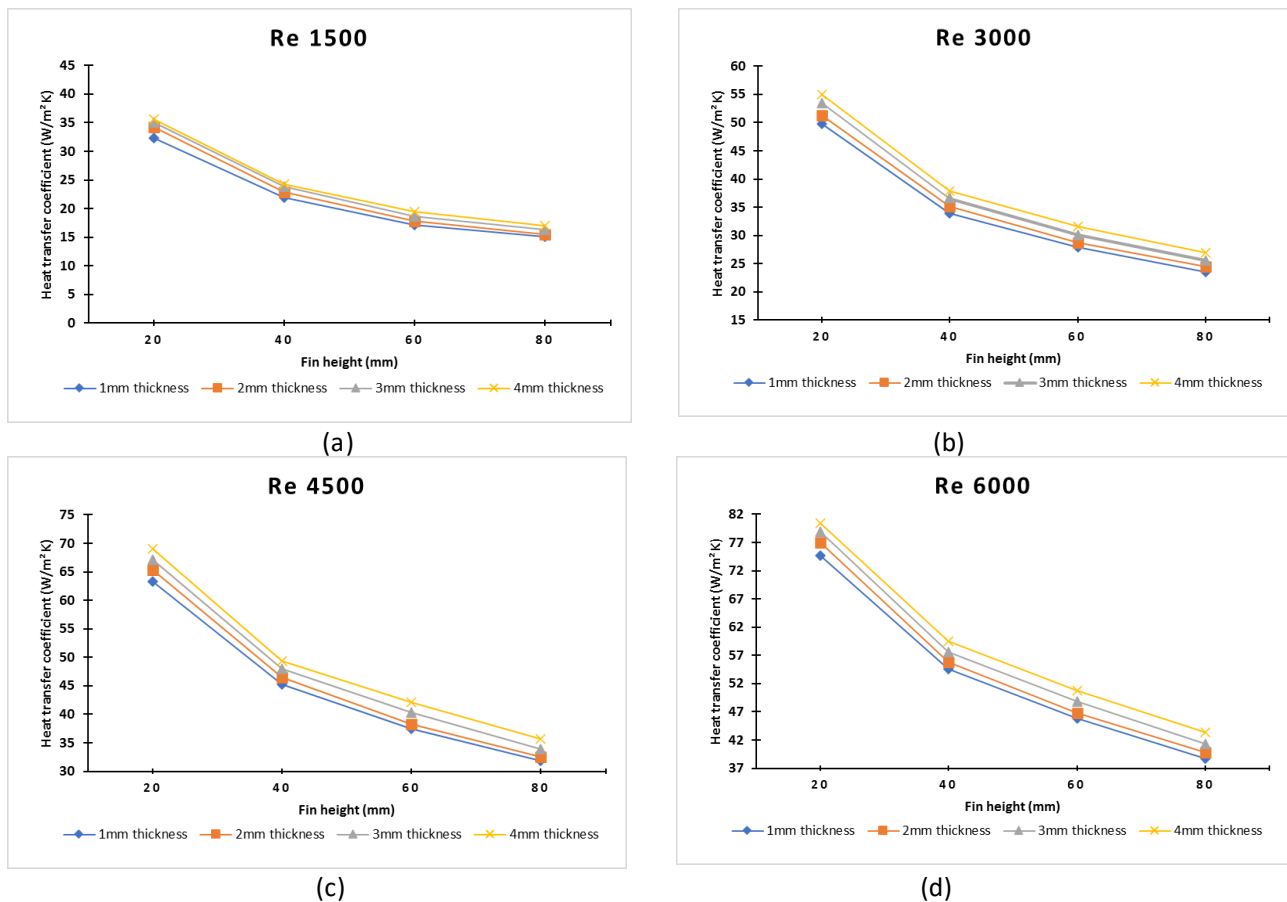 Re 1500
Heat transfer coefficient (W/m²K)
45
40
35
30
25
20
15
10
5
0
20 40 60 80
Fin height (mm)
1mm thickness 2mm thickness 3mm thickness 4mm thickness
(a)
Re 3000
Heat transfer coefficient (W/m²K)
60
55
50
45
40
35
30
25
20
15
20 40 60 80
Fin height (mm)
1mm thickness 2mm thickness 3mm thickness 4mm thickness
(b)
Re 4500
Heat transfer coefficient (W/m²K)
75
70
65
60
55
50
45
40
35
30
20 40 60 80
Fin height (mm)
1mm thickness 2mm thickness 3mm thickness 4mm thickness
(c)
Re 6000
Heat transfer coefficient (W/m²K)
82
77
72
67
62
57
52
47
42
37
20 40 60 80
Fin height (mm)
1mm thickness 2mm thickness 3mm thickness 4mm thickness
(d)